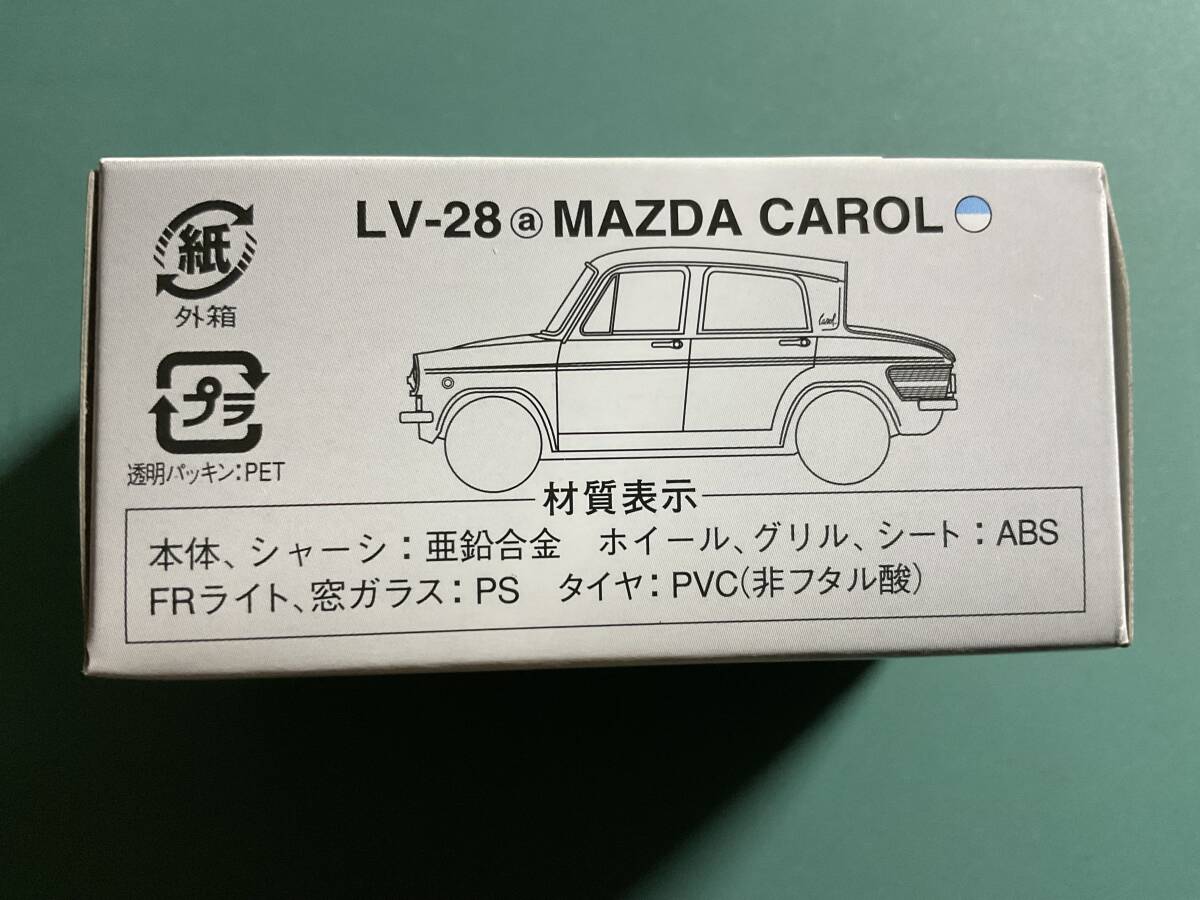 LV-28ⓐMAZDA CAROL
紙
外箱
プラ
透明パッキン:PET
Carol
材質表示
本体、シャーシ:亜鉛合金 ホイール、グリル、シート:ABS
FRライト、窓ガラス:PS タイヤ:PVC(非フタル酸)